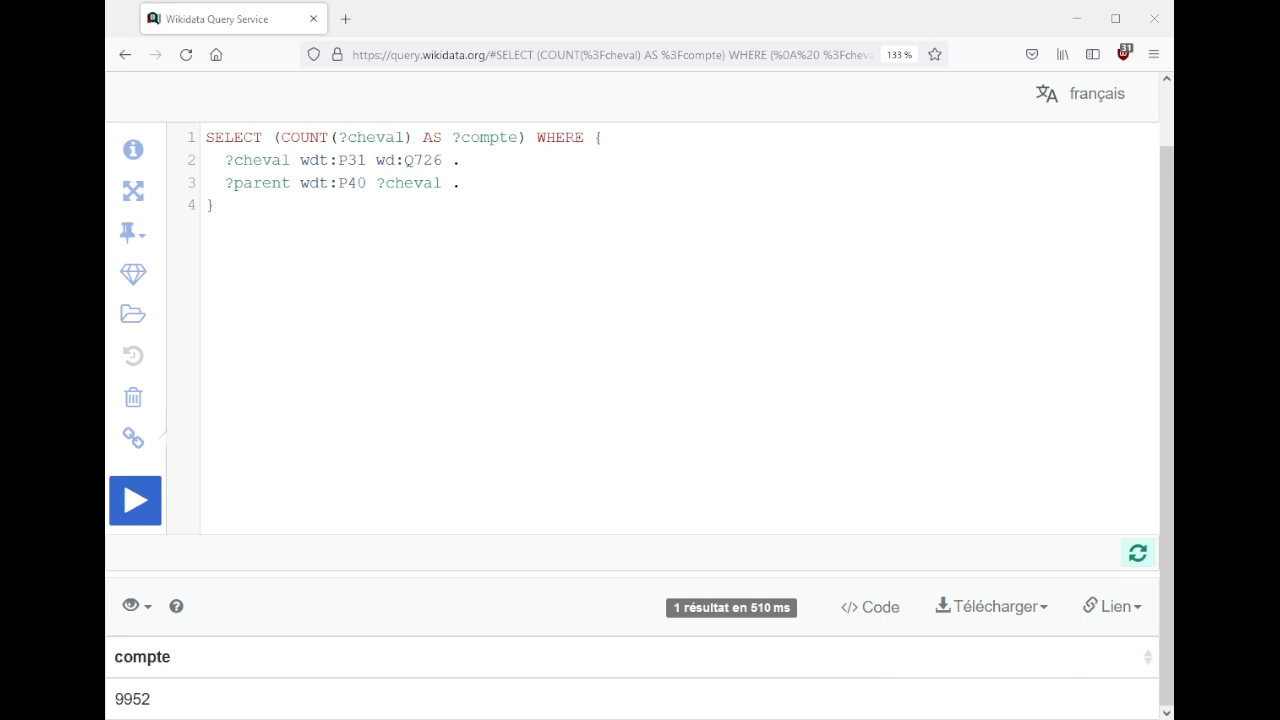 Wikidata Query Service
https://query.wikidata.org/#SELECT (COUNT(%3Fcheval) AS %3Fcompte) WHERE {%0A%20 %3Fcheva
133 %
31
français
1 SELECT (COUNT(?cheval) AS ?compte) WHERE {
2 ?cheval wdt:P31 wd:Q726 .
3 ?parent wdt:P40 ?cheval .
4 }
1 résultat en 510 ms
</> Code
Télécharger
Lien
compte
9952